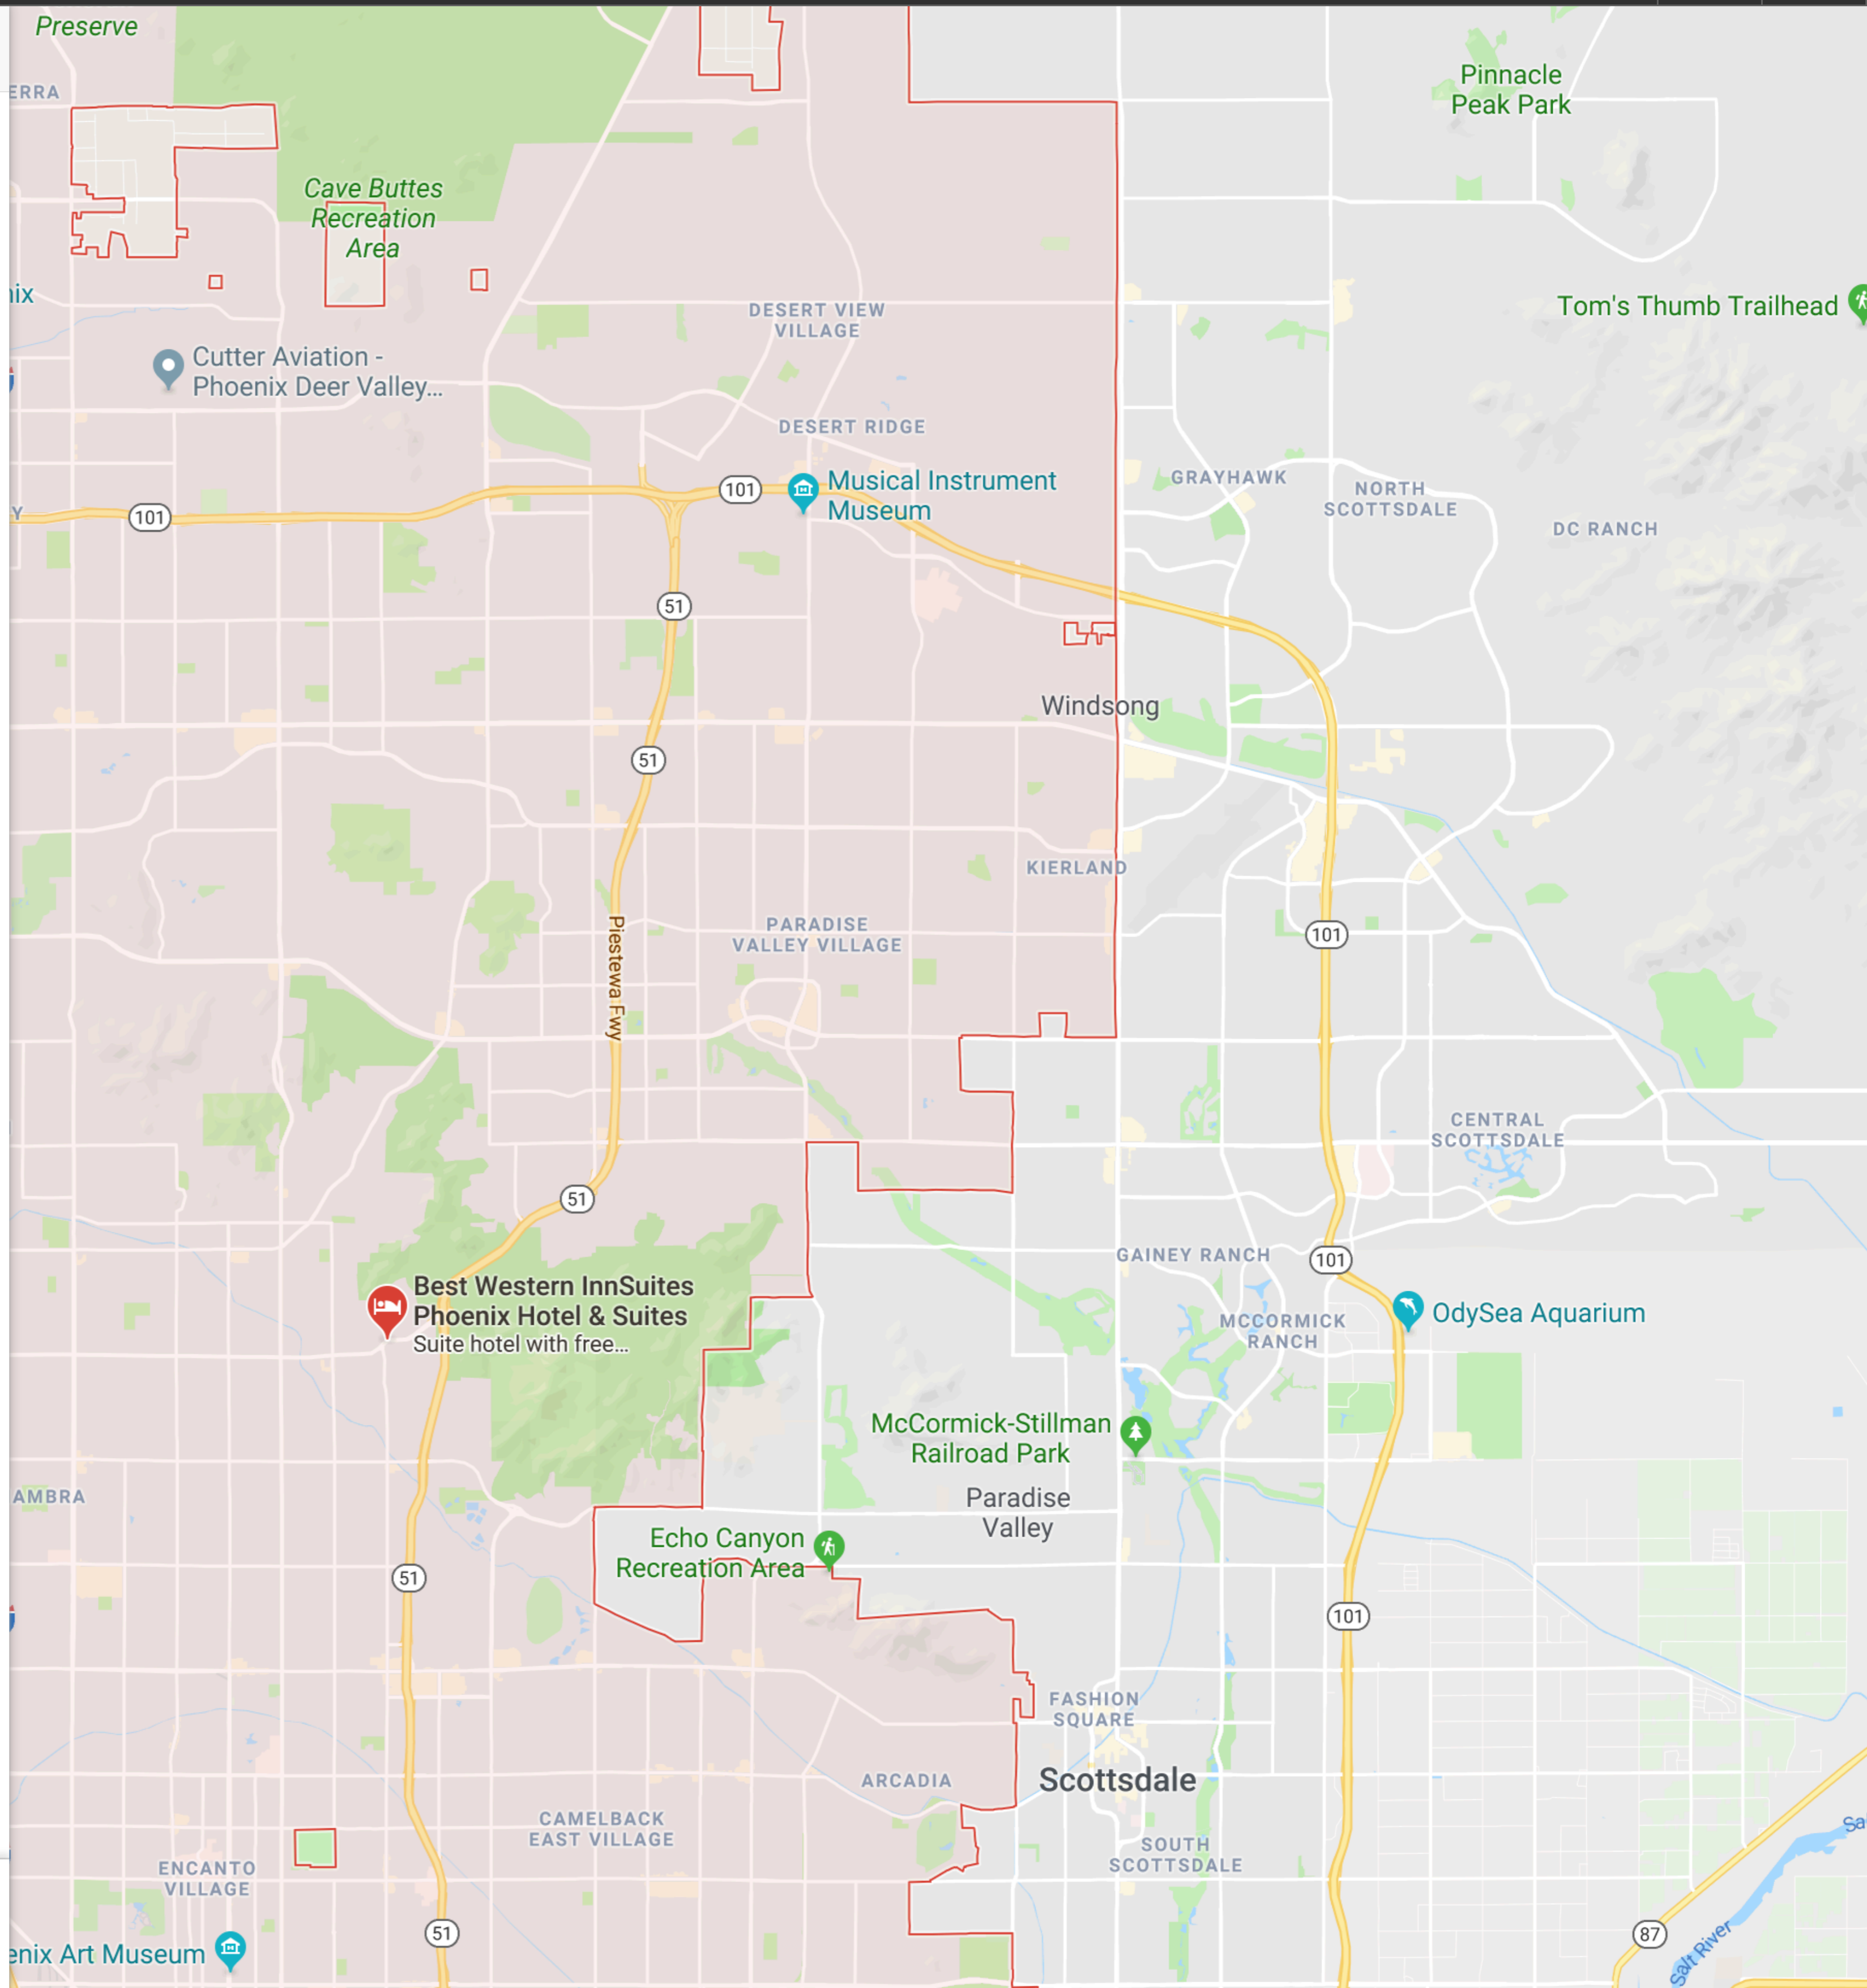 Preserve
ERRA
Pinnacle
Peak Park
Cave Buttes
Recreation
Area
nix
Tom's Thumb Trailhead
DESERT VIEW
VILLAGE
Cutter Aviation -
Phoenix Deer Valley...
DESERT RIDGE
Musical Instrument
Museum
101
101
Y
GRAYHAWK
NORTH
SCOTTSDALE
DC RANCH
51
Windsong
51
KIERLAND
PARADISE
VALLEY VILLAGE
Piestewa Fwy
101
CENTRAL
SCOTTSDALE
51
GAINEY RANCH
101
Best Western InnSuites
Phoenix Hotel & Suites
Suite hotel with free...
MCCORMICK
RANCH
OdySea Aquarium
McCormick-Stillman
Railroad Park
AMBRA
Paradise
Valley
Echo Canyon
Recreation Area
51
101
FASHION
SQUARE
ARCADIA
Scottsdale
CAMELBACK
EAST VILLAGE
SOUTH
SCOTTSDALE
ENCANTO
VILLAGE
Sa
51
87
Salt River
enix Art Museum